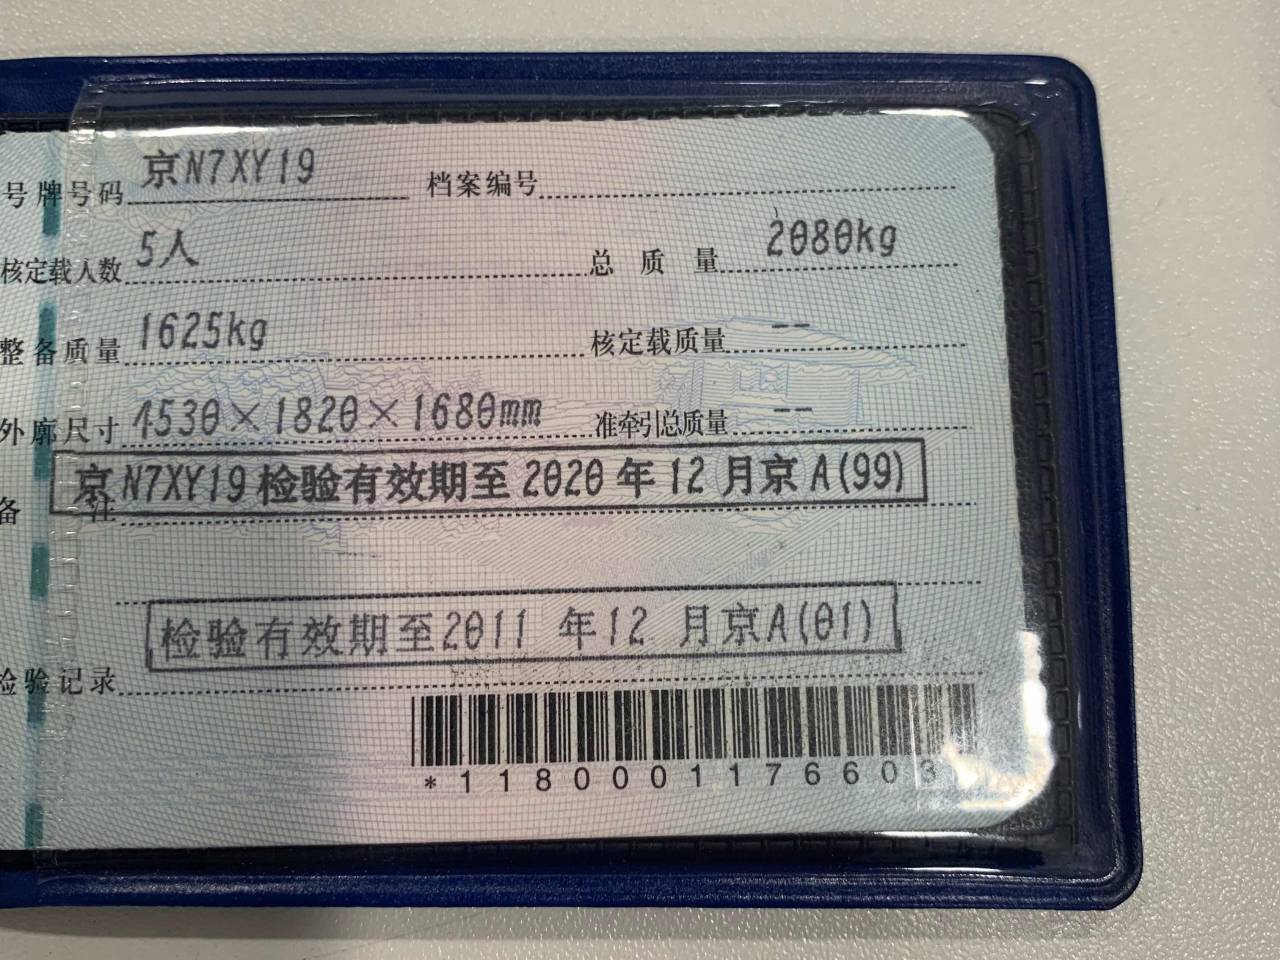 号牌号码 京N7XY19 档案编号
核定载人数 5人 总质量 2080kg
整备质量 1625kg 核定载质量 --
外廓尺寸 4530×1820×1680mm 准牵引总质量 --
备注 京N7XY19检验有效期至2020年12月京A(99)
检验有效期至2011 年12 月京A(01)
检验记录
*1180001176603